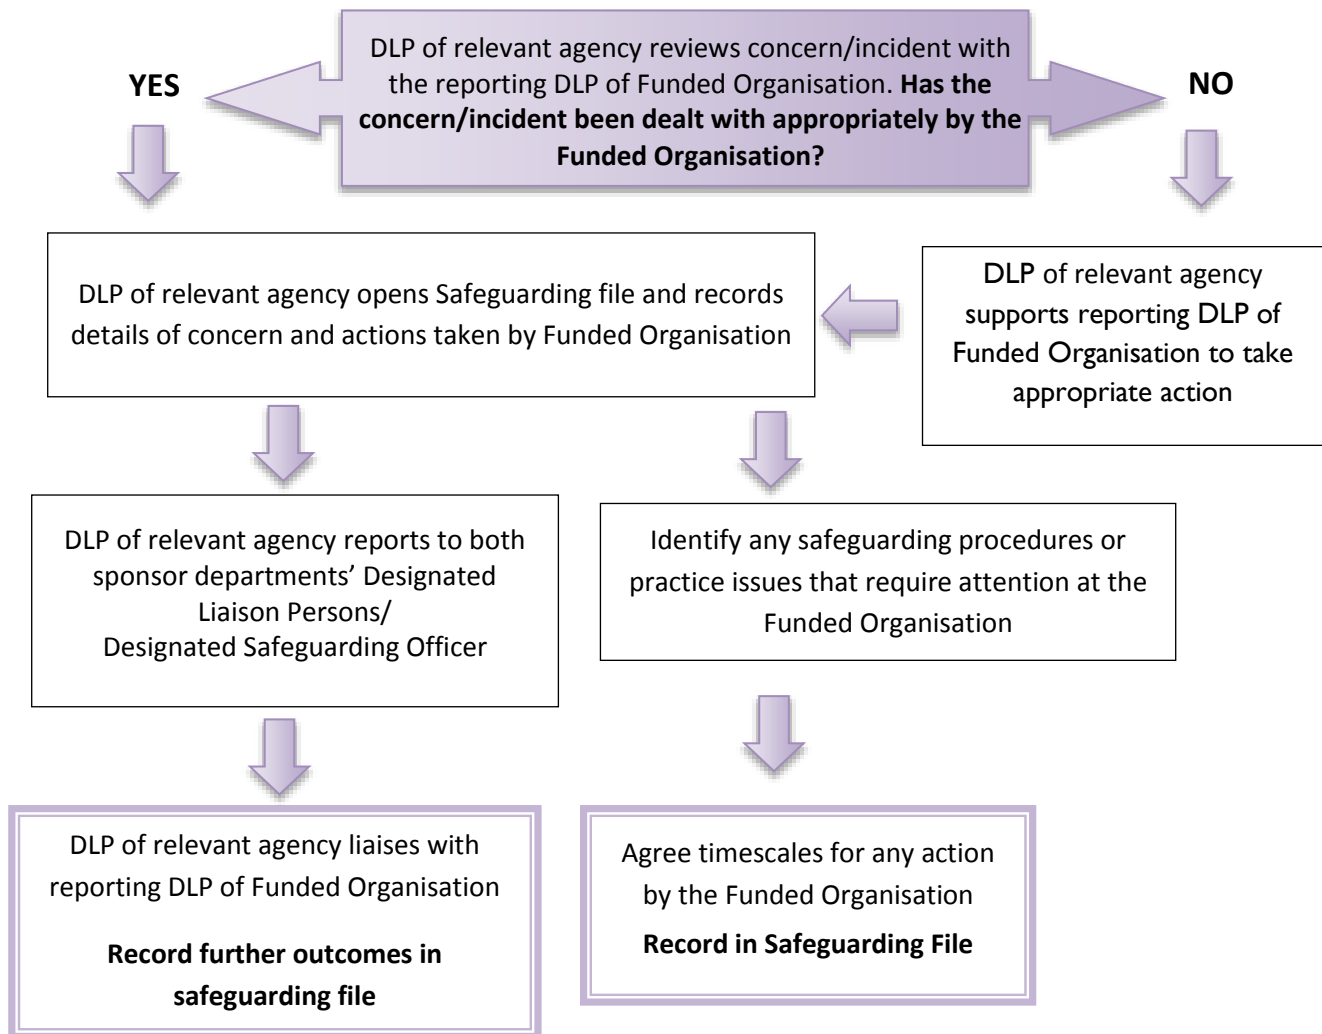 DLP of relevant agency reviews concern/incident with
the reporting DLP of Funded Organisation. Has the
concern/incident been dealt with appropriately by the
Funded Organisation?
YES
NO
DLP of relevant agency opens Safeguarding file and records
details of concern and actions taken by Funded Organisation
DLP of relevant agency
supports reporting DLP of
Funded Organisation to take
appropriate action
DLP of relevant agency reports to both
sponsor departments’ Designated
Liaison Persons/
Designated Safeguarding Officer
Identify any safeguarding procedures or
practice issues that require attention at the
Funded Organisation
DLP of relevant agency liaises with
reporting DLP of Funded Organisation
Record further outcomes in
safeguarding file
Agree timescales for any action
by the Funded Organisation
Record in Safeguarding File